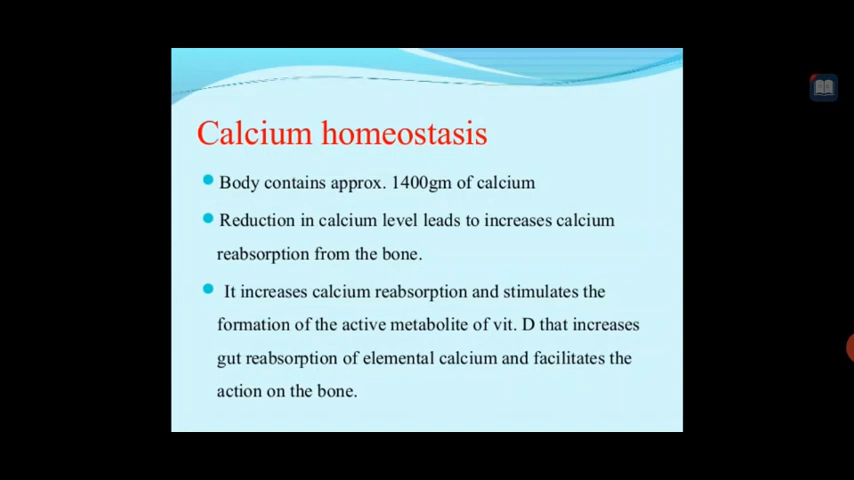 Calcium homeostasis
Body contains approx. 1400gm of calcium
Reduction in calcium level leads to increases calcium
reabsorption from the bone.
It increases calcium reabsorption and stimulates the
formation of the active metabolite of vit. D that increases
gut reabsorption of elemental calcium and facilitates the
action on the bone.